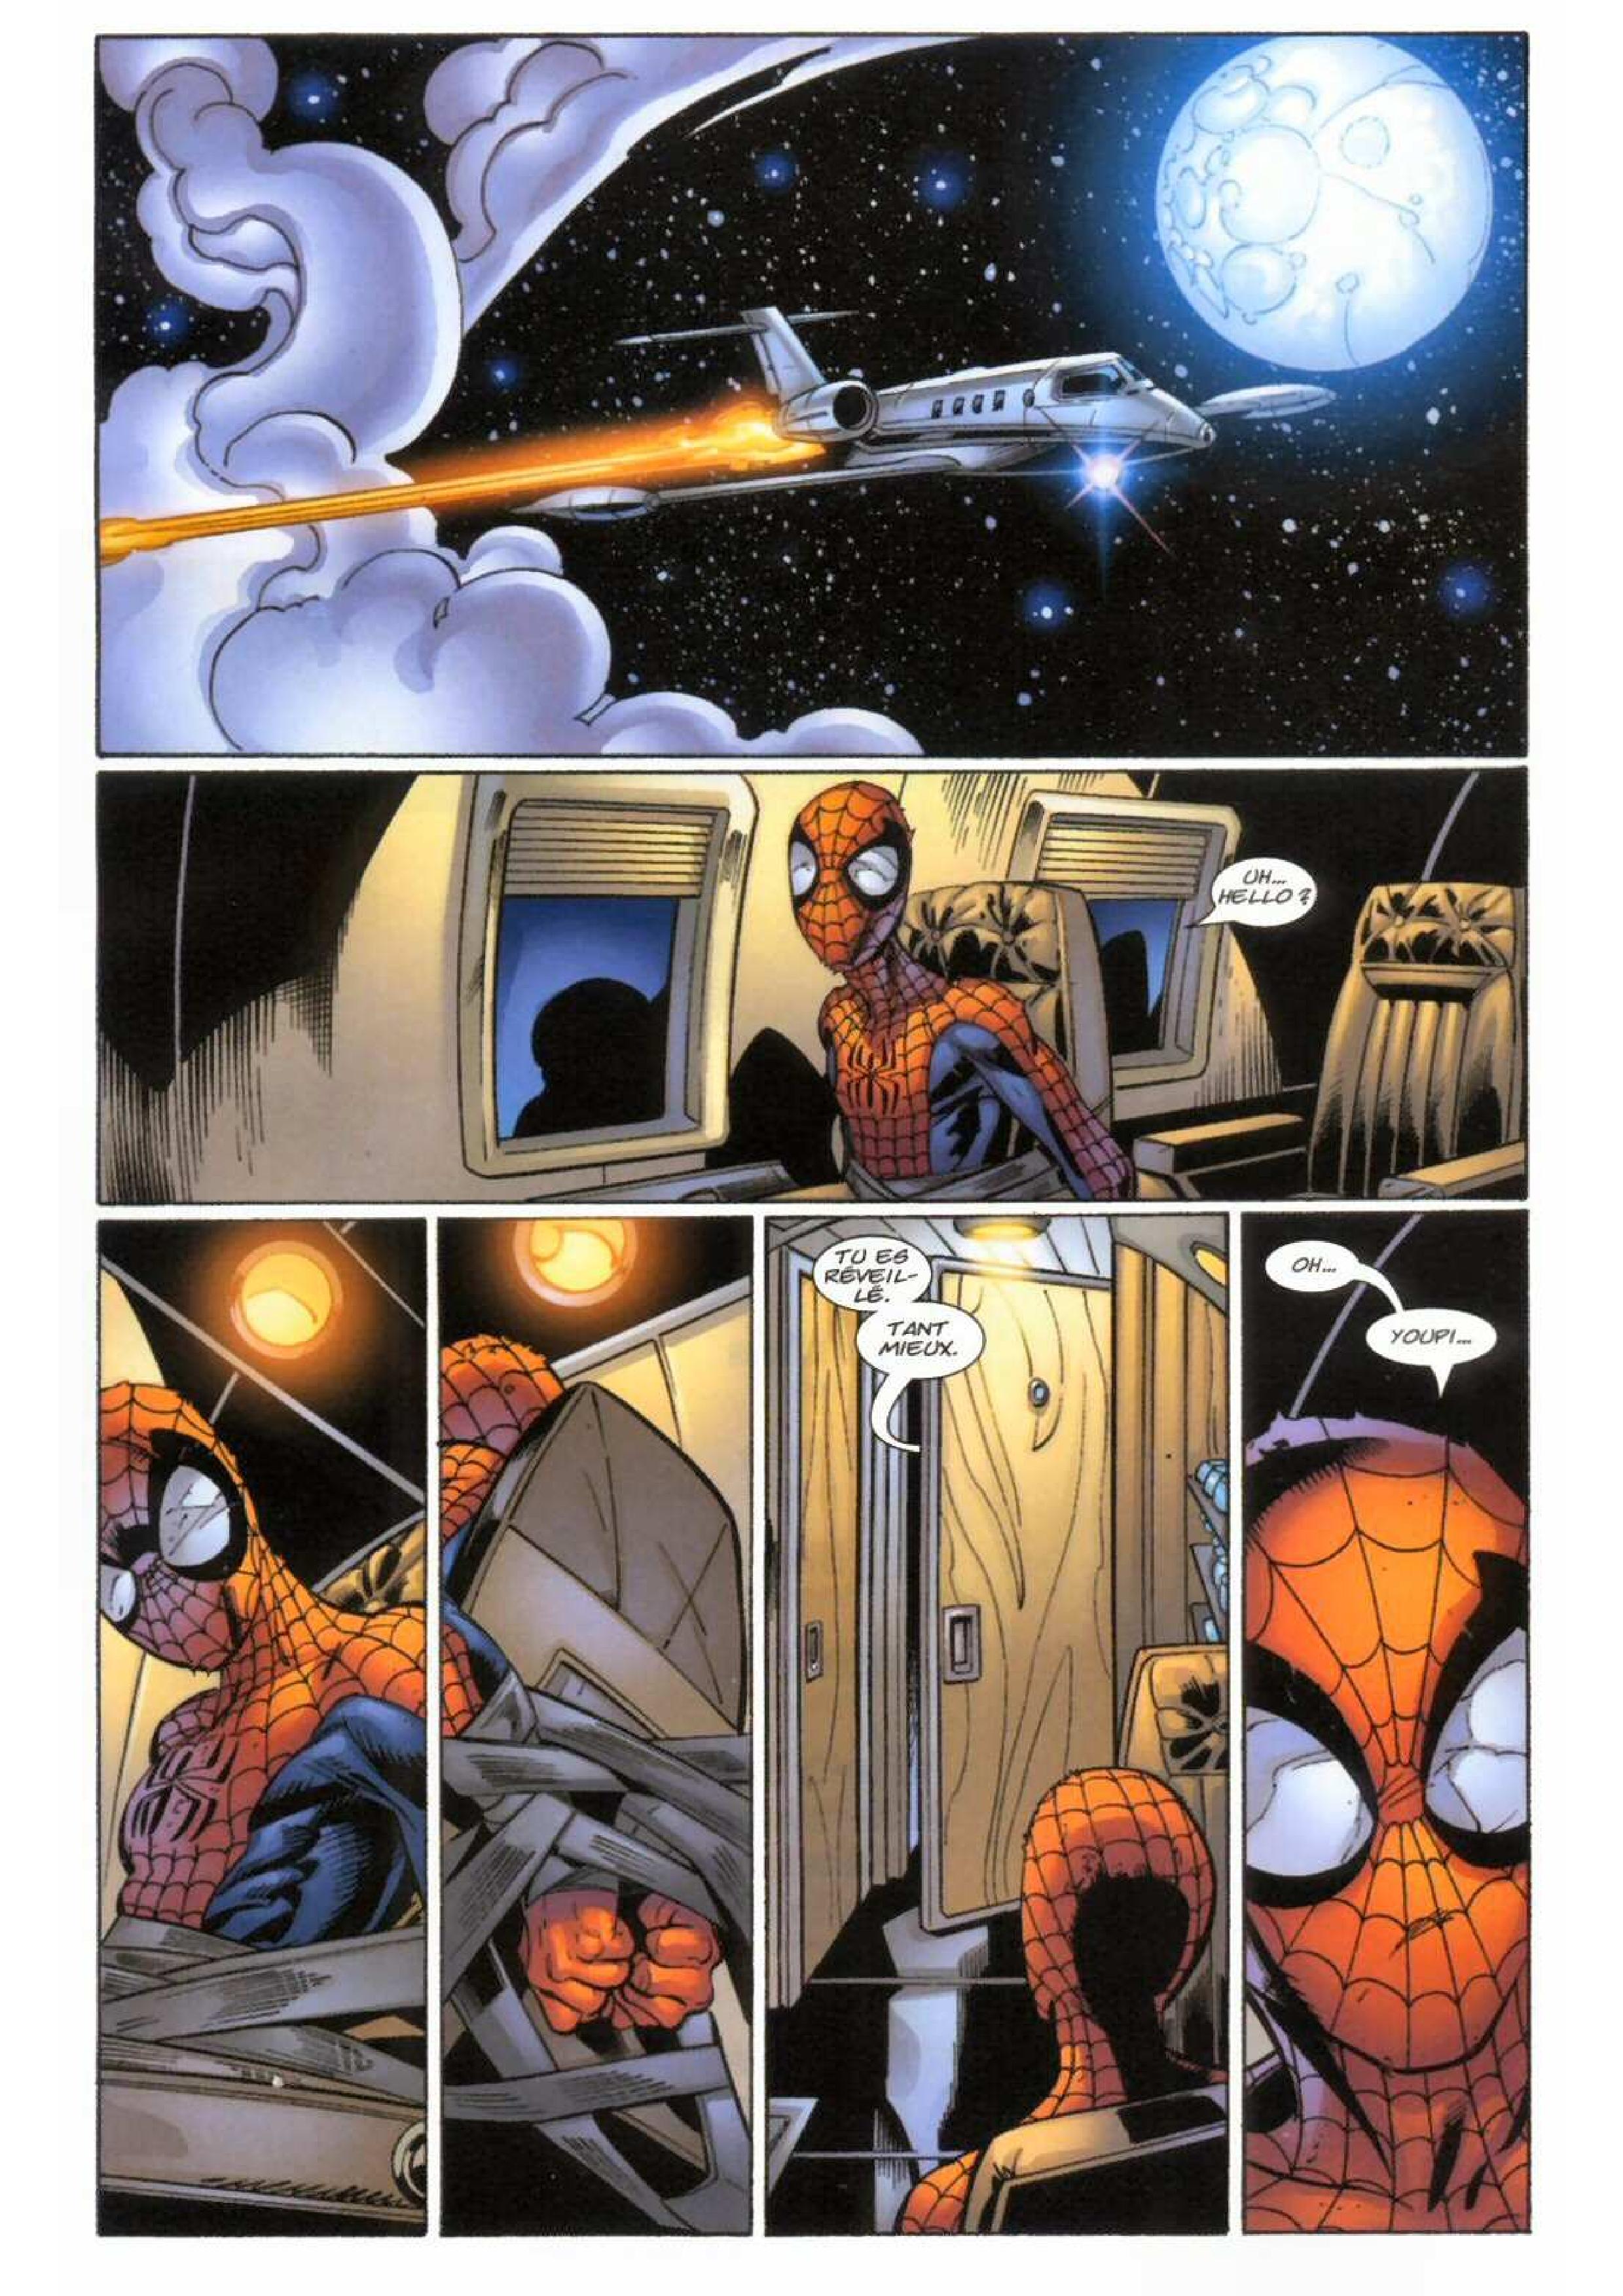 UH...
HELLO ?
TU ES
RÉVEIL-
LÉ.
TANT
MIEUX.
OH...
YOUPI...